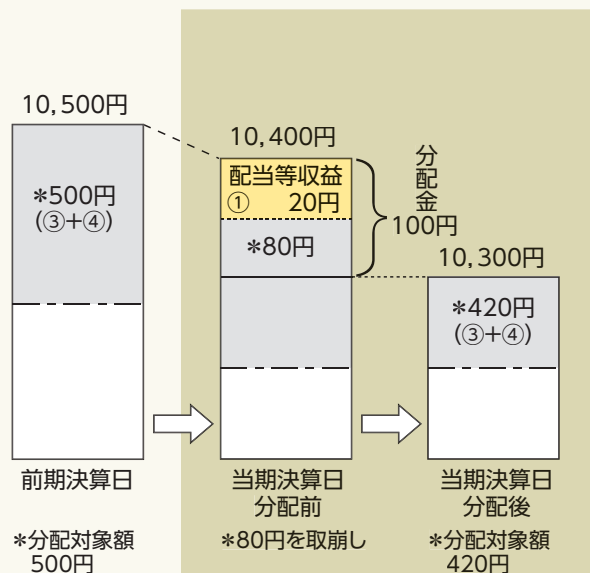 10,500円
*500円
(③+④)
前期決算日
*分配対象額
500円
10,400円
配当等収益
① 20円
*80円
分配金
100円
当期決算日
分配前
*80円を取崩し
10,300円
*420円
(③+④)
当期決算日
分配後
*分配対象額
420円